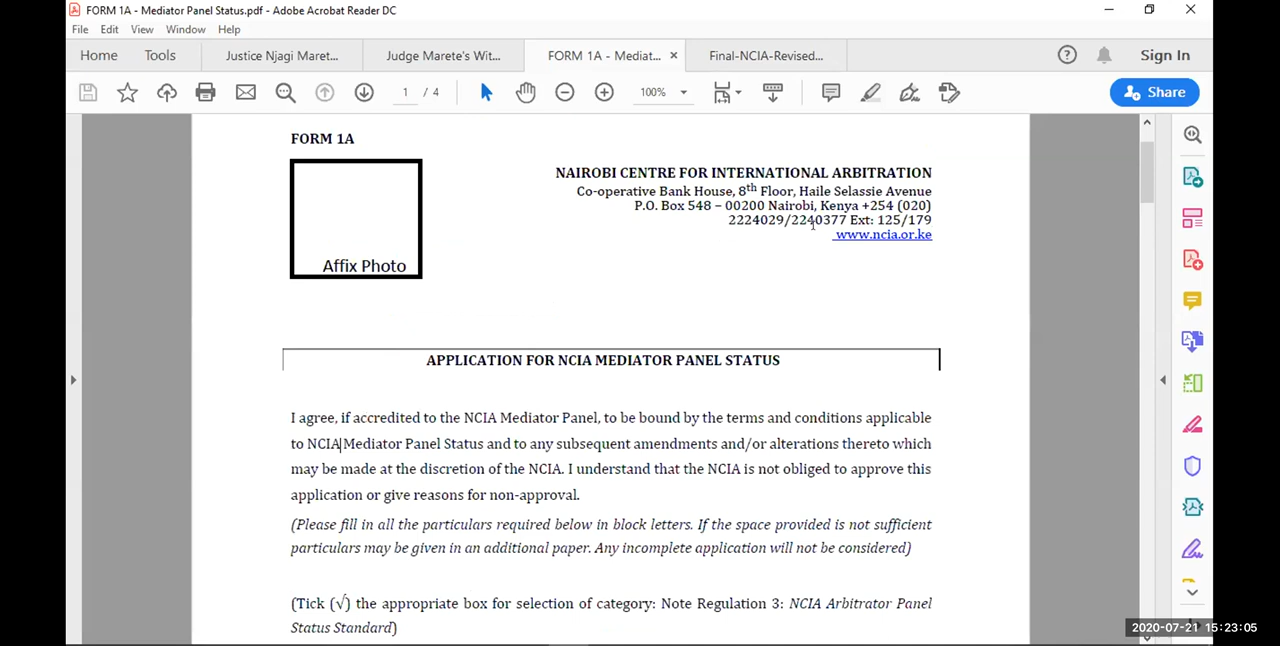 FORM 1A - Mediator Panel Status.pdf - Adobe Acrobat Reader DC
File Edit View Window Help
Home Tools Justice Njagi Maret... Judge Marete's Wit... FORM 1A - Mediat... × Final-NCIA-Revised... Sign In
1 / 4 100% Share
FORM 1A
Affix Photo
NAIROBI CENTRE FOR INTERNATIONAL ARBITRATION
Co-operative Bank House, 8th Floor, Haile Selassie Avenue
P.O. Box 548 – 00200 Nairobi, Kenya +254 (020)
2224029/2240377 Ext: 125/179
www.ncia.or.ke
APPLICATION FOR NCIA MEDIATOR PANEL STATUS
I agree, if accredited to the NCIA Mediator Panel, to be bound by the terms and conditions applicable
to NCIA Mediator Panel Status and to any subsequent amendments and/or alterations thereto which
may be made at the discretion of the NCIA. I understand that the NCIA is not obliged to approve this
application or give reasons for non-approval.
(Please fill in all the particulars required below in block letters. If the space provided is not sufficient
particulars may be given in an additional paper. Any incomplete application will not be considered)
(Tick (√) the appropriate box for selection of category: Note Regulation 3: NCIA Arbitrator Panel
Status Standard)
2020-07-21 15:23:05